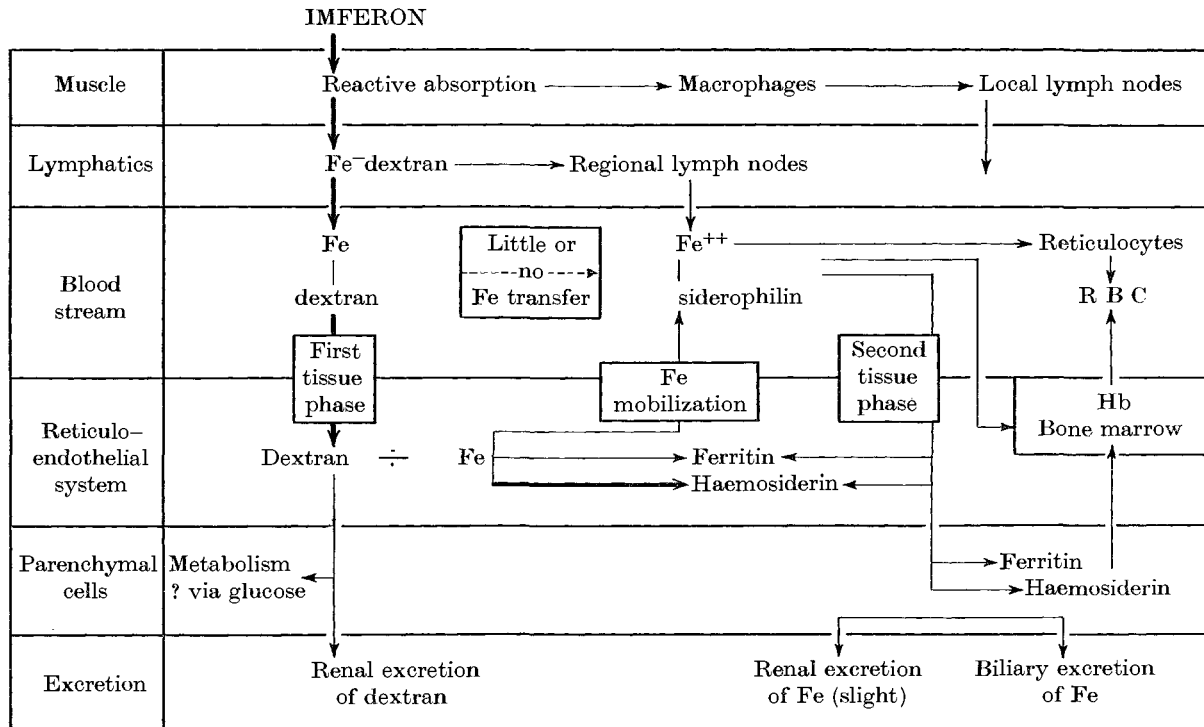 IMFERON
Muscle
Reactive absorption
Macrophages
Local lymph nodes
Lymphatics
Fe-dextran
Regional lymph nodes
Blood
stream
Fe
dextran
Little or
no
Fe transfer
Fe++
siderophilin
Reticulocytes
R B C
First
tissue
phase
Fe
mobilization
Second
tissue
phase
Hb
Bone marrow
Reticulo–
endothelial
system
Dextran ÷ Fe
Ferritin
Haemosiderin
Parenchymal
cells
Metabolism
? via glucose
Ferritin
Haemosiderin
Excretion
Renal excretion
of dextran
Renal excretion
of Fe (slight)
Biliary excretion
of Fe